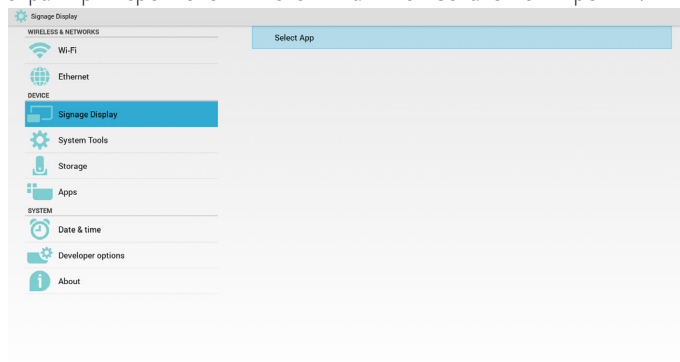 Signage Display
WIRELESS & NETWORKS
Wi-Fi
Ethernet
DEVICE
Signage Display
System Tools
Storage
Apps
SYSTEM
Date & time
Developer options
About
Select App